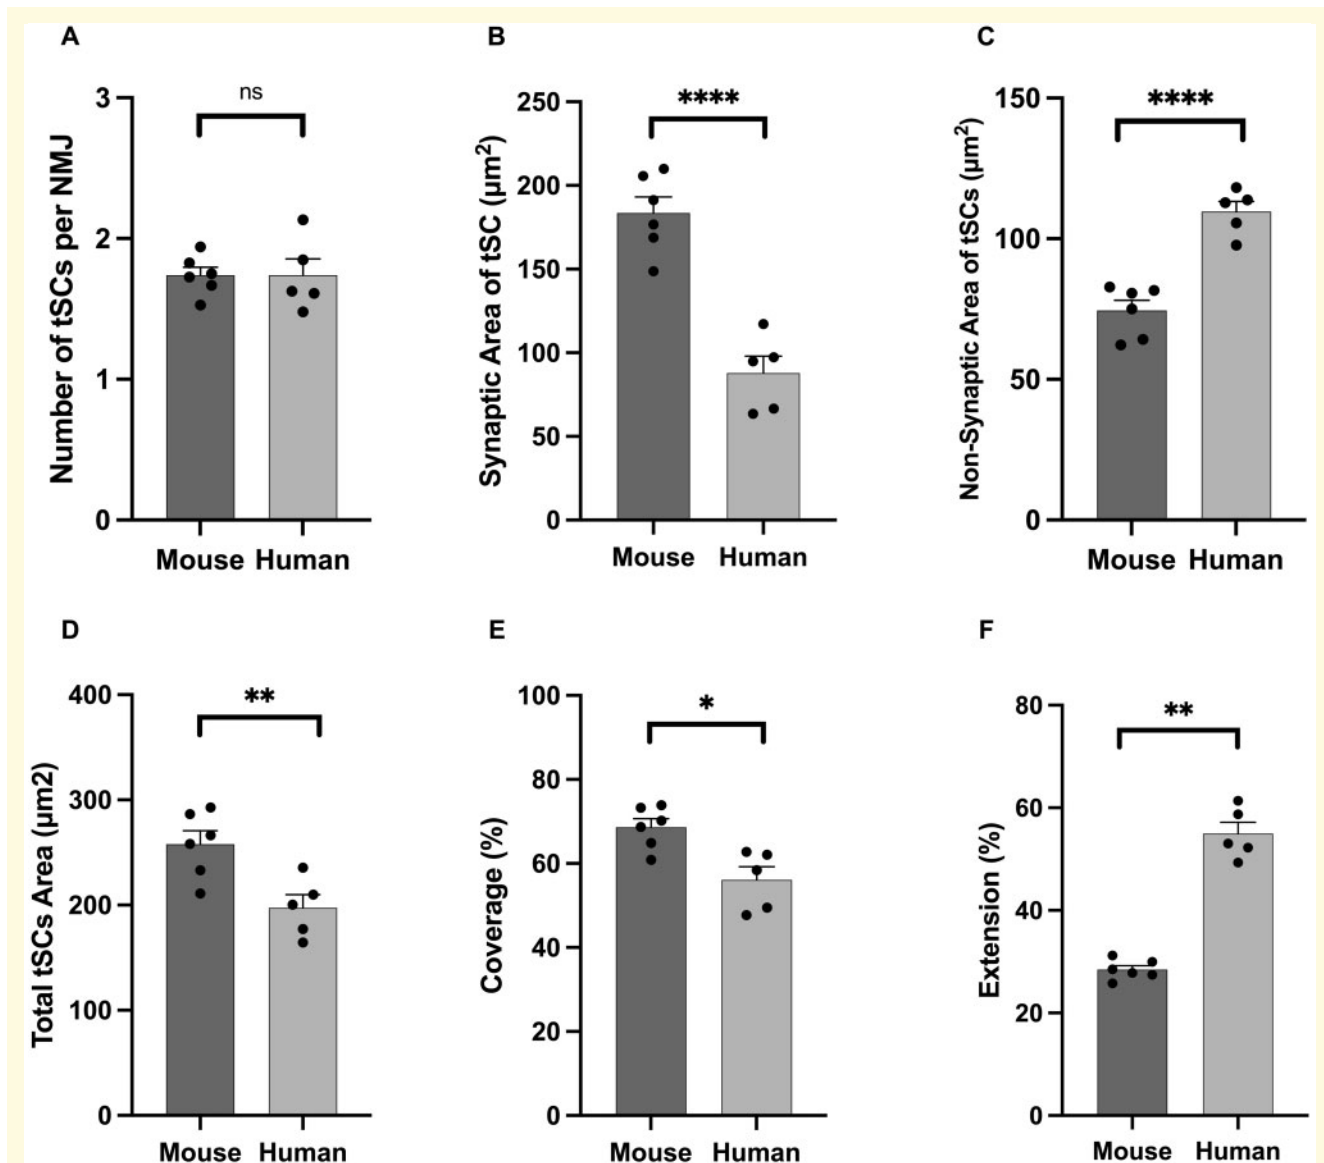 A
Number of tSCs per NMJ
3
2
1
0
ns
Mouse Human
B
Synaptic Area of tSC (µm²)
250
200
150
100
50
0
****
Mouse Human
C
Non-Synaptic Area of tSCs (µm²)
150
100
50
0
****
Mouse Human
D
Total tSCs Area (µm2)
400
300
200
100
0
**
Mouse Human
E
Coverage (%)
100
80
60
40
20
0
*
Mouse Human
F
Extension (%)
80
60
40
20
0
**
Mouse Human